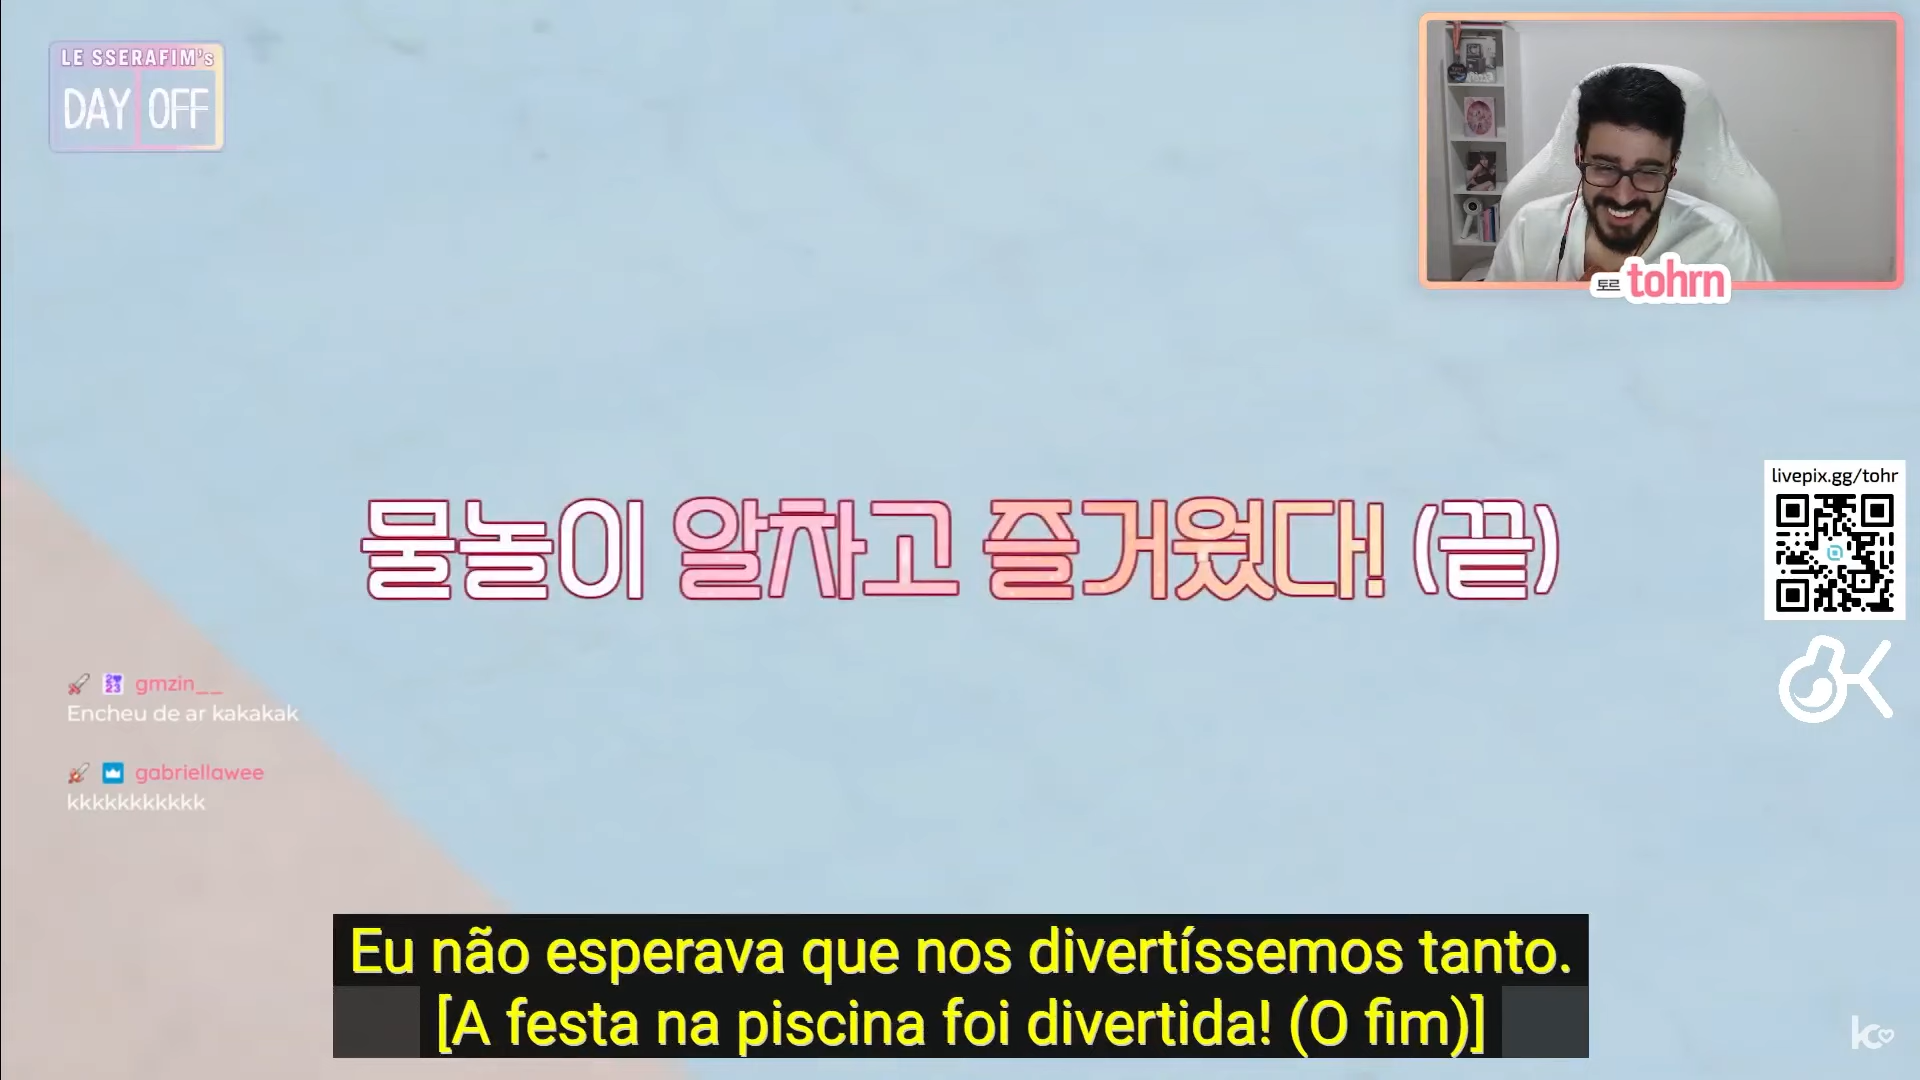 LE SSERAFIM's
DAY OFF
토르 tohrn
livepix.gg/tohr
물놀이 알차고 즐거웠다! (끝)
gmzin__
Encheu de ar kakakak
gabriellawee
kkkkkkkkkkk
Eu não esperava que nos divertíssemos tanto.
[A festa na piscina foi divertida! (O fim)]
kc